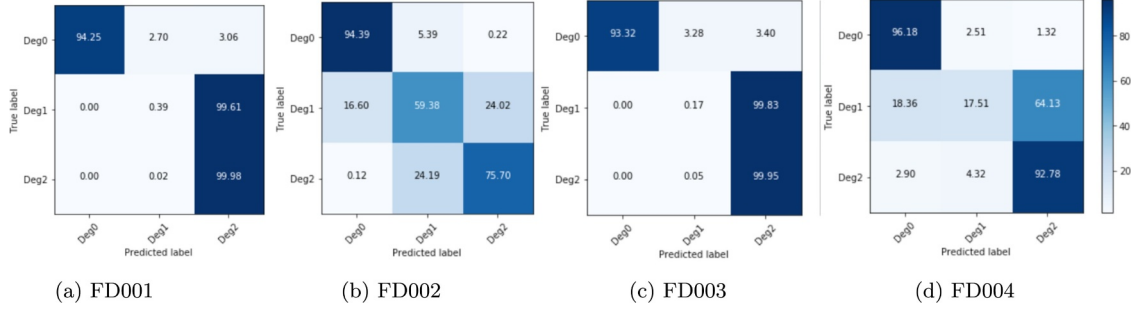 True label
Deg0
Deg1
Deg2
94.25 2.70 3.06
0.00 0.39 99.61
0.00 0.02 99.98
Deg0 Deg1 Deg2
Predicted label
(a) FD001
True label
Deg0
Deg1
Deg2
94.39 5.39 0.22
16.60 59.38 24.02
0.12 24.19 75.70
Deg0 Deg1 Deg2
Predicted label
(b) FD002
True label
Deg0
Deg1
Deg2
93.32 3.28 3.40
0.00 0.17 99.83
0.00 0.05 99.95
Deg0 Deg1 Deg2
Predicted label
(c) FD003
True label
Deg0
Deg1
Deg2
96.18 2.51 1.32
18.36 17.51 64.13
2.90 4.32 92.78
Deg0 Deg1 Deg2
Predicted label
80
60
40
20
(d) FD004